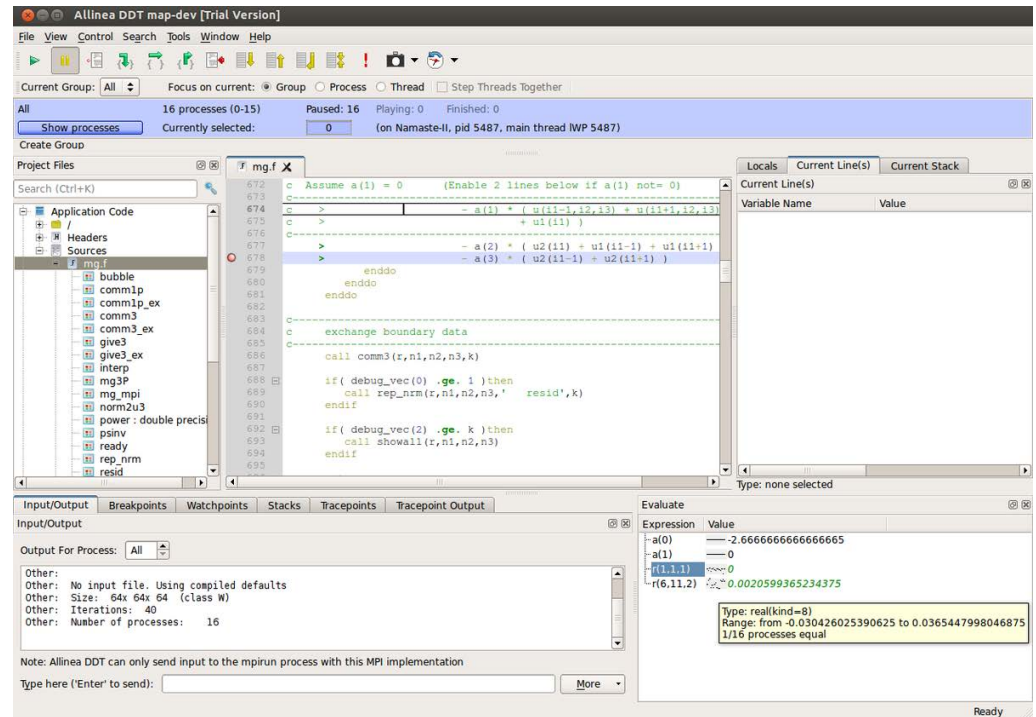 Allinea DDT map-dev [Trial Version]
File View Control Search Tools Window Help
Current Group: All Focus on current: Group Process Thread Step Threads Together
All 16 processes (0-15) Paused: 16 Playing: 0 Finished: 0
Show processes Currently selected: 0 (on Namaste-II, pid 5487, main thread lWP 5487)
Create Group
Project Files
Search (Ctrl+K)
Application Code
/
Headers
Sources
mg.f
bubble
comm1p
comm1p_ex
comm3
comm3_ex
give3
give3_ex
interp
mg3P
mg_mpi
norm2u3
power : double precisi
psinv
ready
rep_nrm
resid
mg.f X
672 c Assume a(1) = 0 (Enable 2 lines below if a(1) not= 0)
673 c---------------------------------------------------------------------
674 c > - a(1) * ( u(i1-1,i2,i3) + u(i1+1,i2,i3)
675 c > + u1(i1) )
676 c---------------------------------------------------------------------
677 > - a(2) * ( u2(i1) + u1(i1-1) + u1(i1+1)
678 > - a(3) * ( u2(i1-1) + u2(i1+1) )
679 enddo
680 enddo
681 enddo
682
683 c---------------------------------------------------------------------
684 c exchange boundary data
685 c---------------------------------------------------------------------
686 call comm3(r,n1,n2,n3,k)
687
688 if( debug_vec(0) .ge. 1 )then
689 call rep_nrm(r,n1,n2,n3,' resid',k)
690 endif
691
692 if( debug_vec(2) .ge. k )then
693 call showall(r,n1,n2,n3)
694 endif
695
Locals Current Line(s) Current Stack
Current Line(s)
Variable Name Value
Type: none selected
Input/Output Breakpoints Watchpoints Stacks Tracepoints Tracepoint Output
Input/Output
Output For Process: All
Other:
Other: No input file. Using compiled defaults
Other: Size: 64x 64x 64 (class W)
Other: Iterations: 40
Other: Number of processes: 16
Note: Allinea DDT can only send input to the mpirun process with this MPI implementation
Type here ('Enter' to send): More
Evaluate
Expression Value
a(0) -2.6666666666666665
a(1) 0
r(1,1,1) 0
r(6,11,2) 0.0020599365234375
Type: real(kind=8)
Range: from -0.030426025390625 to 0.0365447998046875
1/16 processes equal
Ready